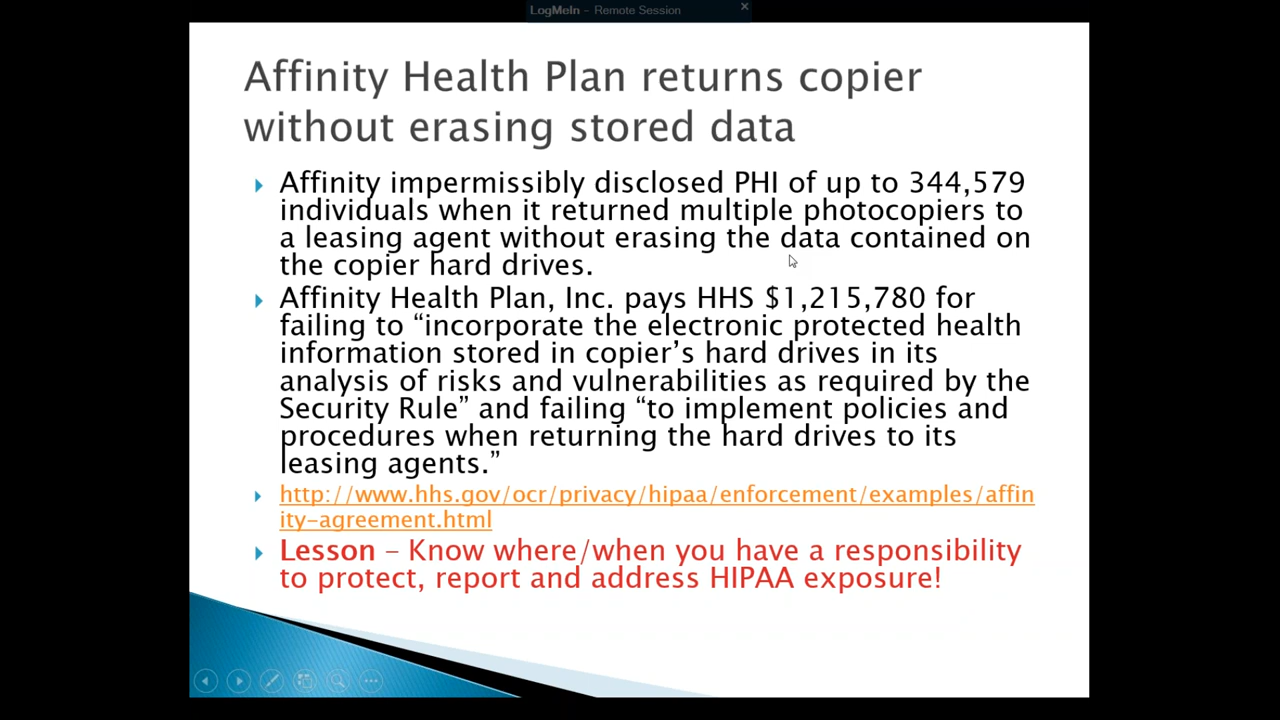 LogMeIn - Remote Session
Affinity Health Plan returns copier
without erasing stored data
Affinity impermissibly disclosed PHI of up to 344,579
individuals when it returned multiple photocopiers to
a leasing agent without erasing the data contained on
the copier hard drives.
Affinity Health Plan, Inc. pays HHS $1,215,780 for
failing to “incorporate the electronic protected health
information stored in copier’s hard drives in its
analysis of risks and vulnerabilities as required by the
Security Rule” and failing “to implement policies and
procedures when returning the hard drives to its
leasing agents.”
http://www.hhs.gov/ocr/privacy/hipaa/enforcement/examples/affin
ity-agreement.html
Lesson – Know where/when you have a responsibility
to protect, report and address HIPAA exposure!